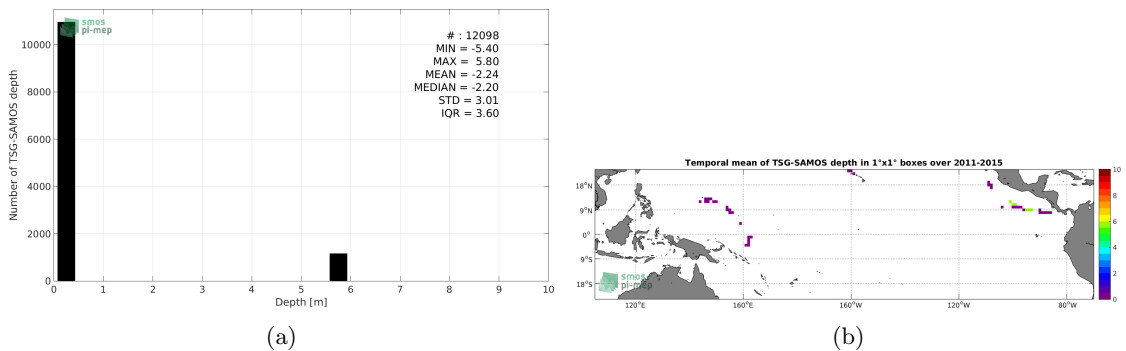 smos
pi-mep
# : 12098
MIN = -5.40
MAX = 5.80
MEAN = -2.24
MEDIAN = -2.20
STD = 3.01
IQR = 3.60
Number of TSG-SAMOS depth
10000
8000
6000
4000
2000
0
0 1 2 3 4 5 6 7 8 9 10
Depth [m]
(a)
Temporal mean of TSG-SAMOS depth in 1°x1° boxes over 2011-2015
18°N
9°N
0°
9°S
18°S
120°E 160°E 160°W 120°W 80°W
smos
pi-mep
10
8
6
4
2
0
(b)